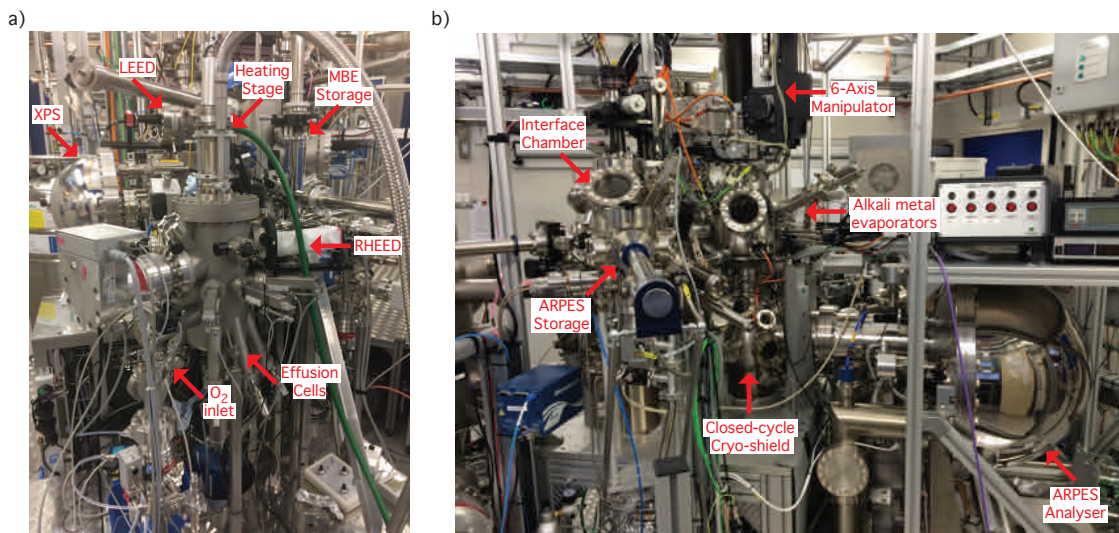 a)
LEED
Heating
Stage
MBE
Storage
XPS
RHEED
Effusion
Cells
O₂
inlet
b)
6-Axis
Manipulator
Interface
Chamber
Alkali metal
evaporators
ARPES
Storage
Closed-cycle
Cryo-shield
ARPES
Analyser